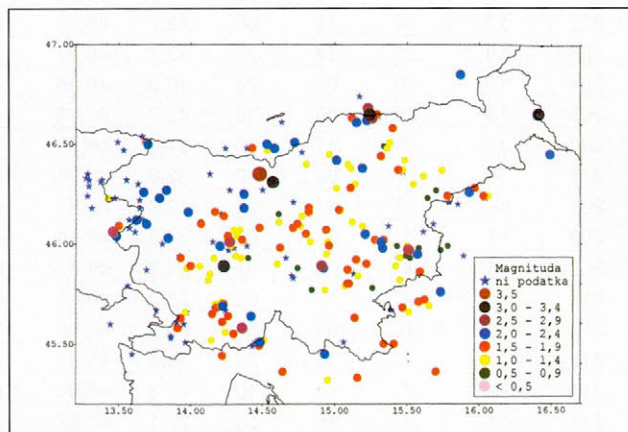 47.00
46.50
46.00
45.50
13.50 14.00 14.50 15.00 15.50 16.00 16.50
Magnituda
ni podatka
3,5
3,0 - 3,4
2,5 - 2,9
2,0 - 2,4
1,5 - 1,9
1,0 - 1,4
0,5 - 0,9
< 0,5